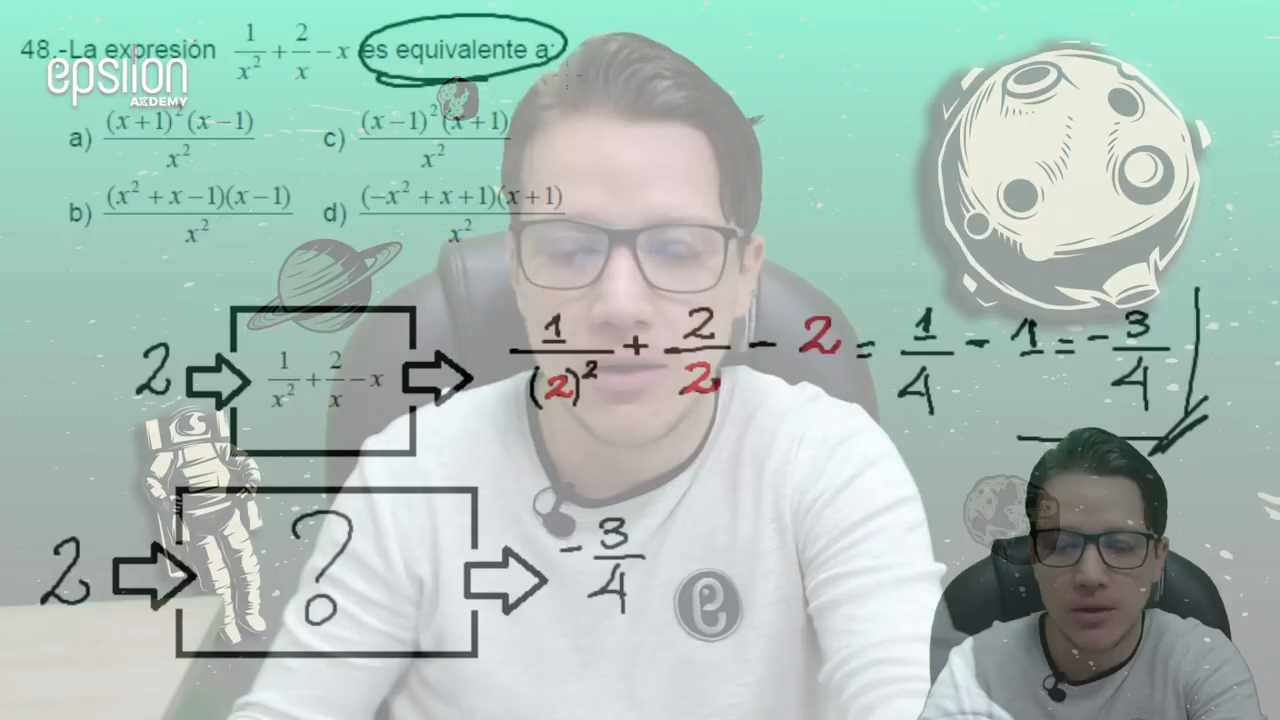 48.-La expresión 1/x² + 2/x − x es equivalente a:
epsilon
AKDEMY
a) (x+1)²(x−1)/x² c) (x−1)²(x+1)/x²
b) (x²+x−1)(x−1)/x² d) (−x²+x+1)(x+1)/x²
2 1/x² + 2/x − x 1/(2)² + 2/2 - 2 = 1/4 - 1 = - 3/4
2 ? - 3/4
e